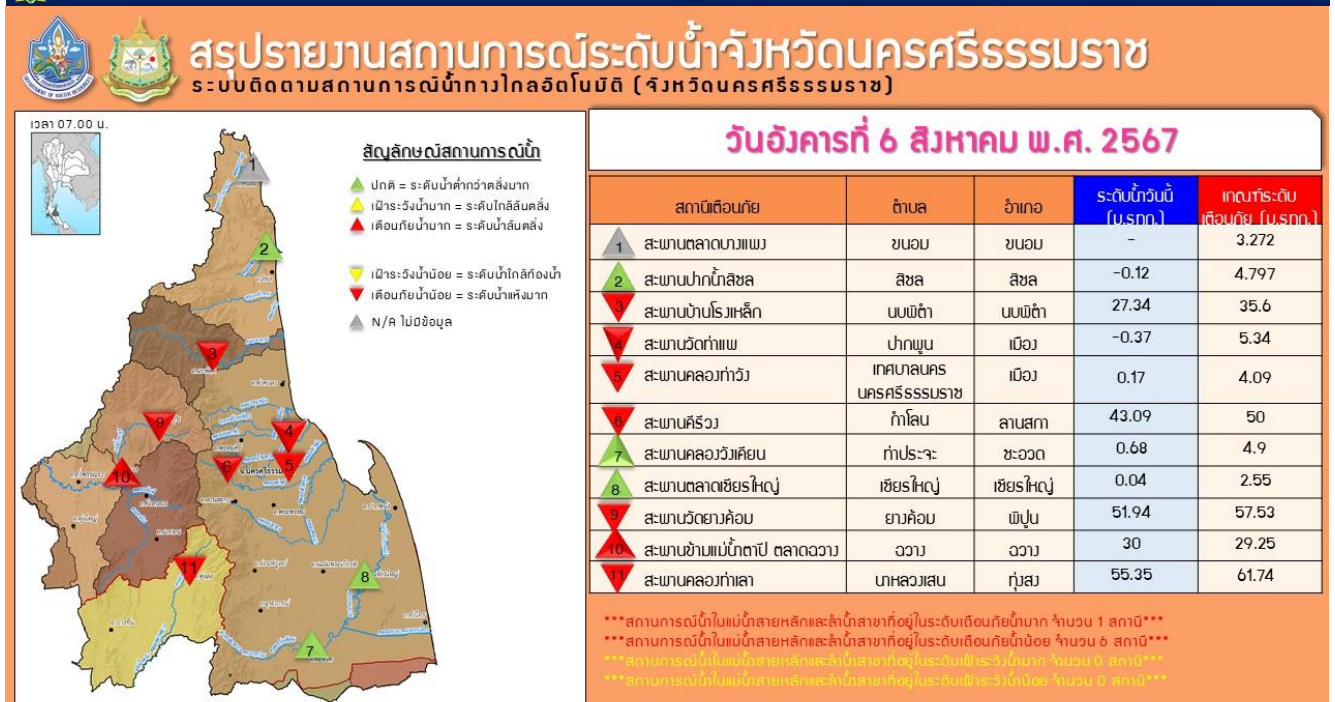 สรุปรายงานสถานการณ์ระดับน้ำจังหวัดนครศรีธรรมราช
ระบบติดตามสถานการณ์น้ำทางไกลอัตโนมัติ (จังหวัดนครศรีธรรมราช)
เวลา 07.00 น.
สัญลักษณ์สถานการณ์น้ำ
ปกติ = ระดับน้ำต่ำกว่าตลิ่งมาก
เฝ้าระวังน้ำมาก = ระดับใกล้ล้นตลิ่ง
เตือนภัยน้ำมาก = ระดับน้ำล้นตลิ่ง
เฝ้าระวังน้ำน้อย = ระดับน้ำใกล้ท้องน้ำ
เตือนภัยน้ำน้อย = ระดับน้ำแห้งมาก
N/A ไม่มีข้อมูล
1
2
3
9
4
10
6
5
11
8
7
วันอังคารที่ 6 สิงหาคม พ.ศ. 2567
สถานีเตือนภัย ตำบล อำเภอ ระดับน้ำวันนี้ (ม.รทก.) เกณฑ์ระดับเตือนภัย (ม.รทก.)
1 สะพานตลาดบางแพง ขนอม ขนอม - 3.272
2 สะพานปากน้ำสิชล สิชล สิชล -0.12 4.797
3 สะพานบ้านโรงเหล็ก นบพิตำ นบพิตำ 27.34 35.6
4 สะพานวัดท่าแพ ปากพูน เมือง -0.37 5.34
5 สะพานคลองท่าวัง เทศบาลนครนครศรีธรรมราช เมือง 0.17 4.09
6 สะพานคีรีวง กำโลน ลานสกา 43.09 50
7 สะพานคลองวังเคียน ท่าประจะ ชะอวด 0.68 4.9
8 สะพานตลาดเชียรใหญ่ เชียรใหญ่ เชียรใหญ่ 0.04 2.55
9 สะพานวัดยางค้อม ยางค้อม พิปูน 51.94 57.53
10 สะพานข้ามแม่น้ำตาปี ตลาดฉวาง ฉวาง ฉวาง 30 29.25
11 สะพานคลองท่าเลา นาหลวงเสน ทุ่งสง 55.35 61.74
***สถานการณ์น้ำในแม่น้ำสายหลักและลำน้ำสาขาที่อยู่ในระดับเตือนภัยน้ำมาก จำนวน 1 สถานี***
***สถานการณ์น้ำในแม่น้ำสายหลักและลำน้ำสาขาที่อยู่ในระดับเตือนภัยน้ำน้อย จำนวน 6 สถานี***
***สถานการณ์น้ำในแม่น้ำสายหลักและลำน้ำสาขาที่อยู่ในระดับเฝ้าระวังน้ำมาก จำนวน 0 สถานี***
***สถานการณ์น้ำในแม่น้ำสายหลักและลำน้ำสาขาที่อยู่ในระดับเฝ้าระวังน้ำน้อย จำนวน 0 สถานี***